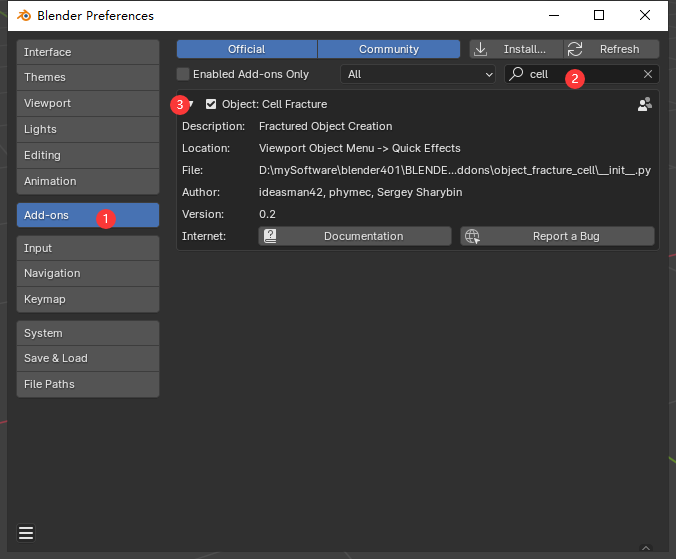 Blender Preferences
Interface
Themes
Viewport
Lights
Editing
Animation
Add-ons 1
Input
Navigation
Keymap
System
Save & Load
File Paths
Official Community Install... Refresh
Enabled Add-ons Only All cell 2
3 Object: Cell Fracture
Description: Fractured Object Creation
Location: Viewport Object Menu -> Quick Effects
File: D:\mySoftware\blender401\BLENDE...ddons\object_fracture_cell\__init__.py
Author: ideasman42, phymec, Sergey Sharybin
Version: 0.2
Internet: Documentation Report a Bug